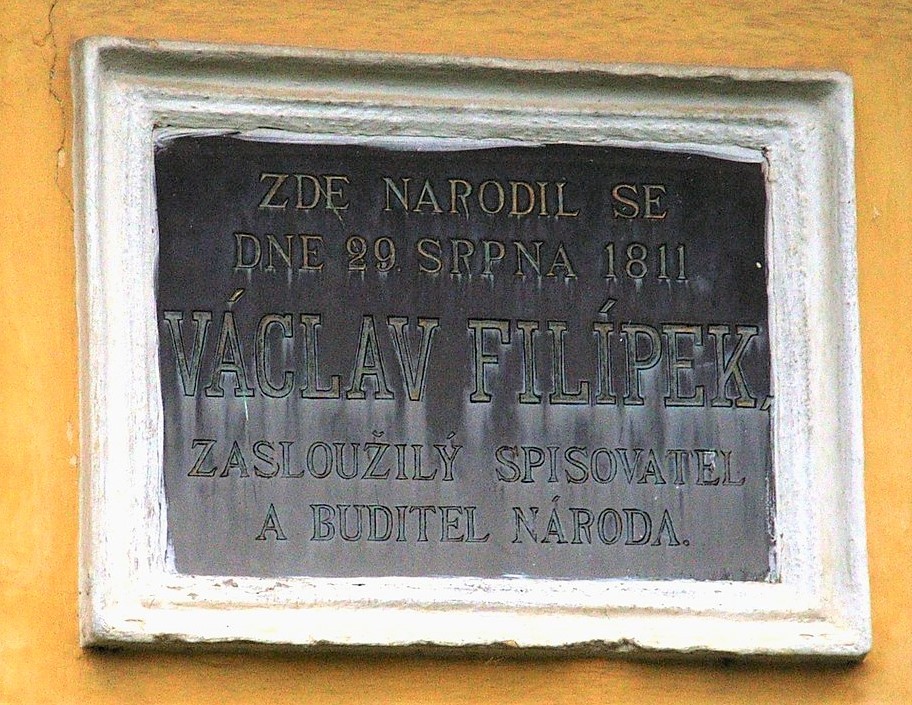 ZDE NARODIL SE
DNE 29. SRPNA 1811
VÁCLAV FILÍPEK,
ZASLOUŽILÝ SPISOVATEL
A BUDITEL NÁRODA.